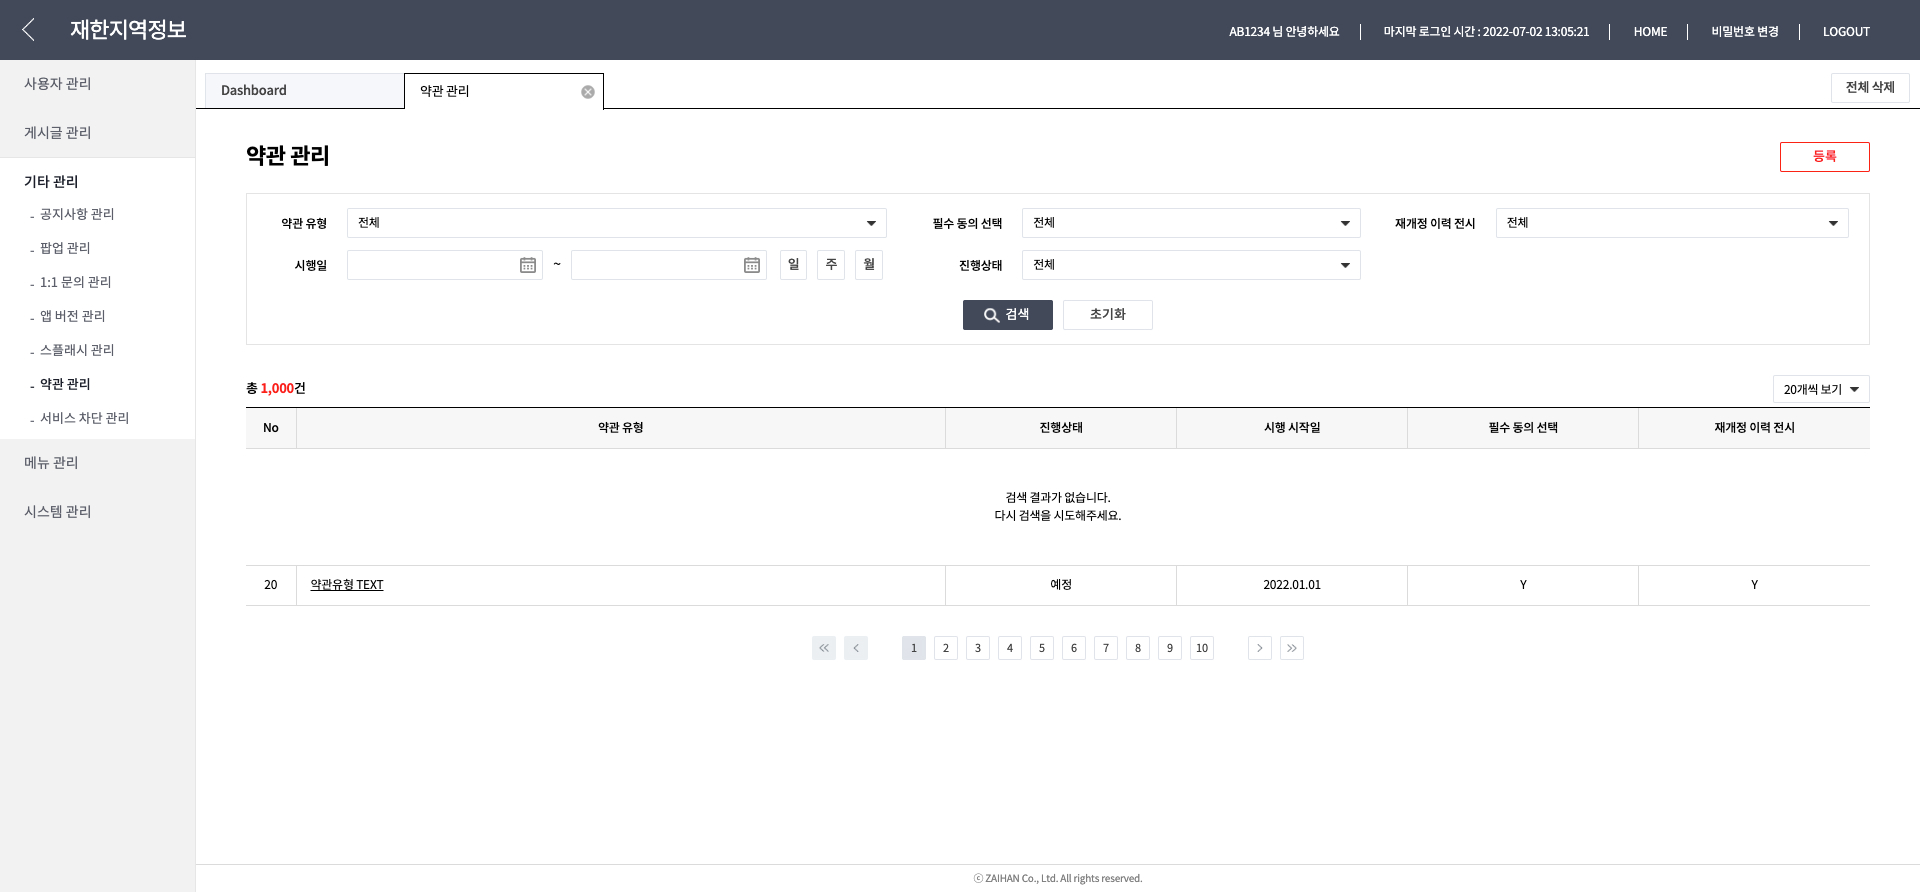 재한지역정보
AB1234 님 안녕하세요
마지막 로그인 시간 : 2022-07-02 13:05:21
HOME
비밀번호 변경
LOGOUT
사용자 관리
게시글 관리
기타 관리
- 공지사항 관리
- 팝업 관리
- 1:1 문의 관리
- 앱 버전 관리
- 스플래시 관리
- 약관 관리
- 서비스 차단 관리
메뉴 관리
시스템 관리
Dashboard
약관 관리
전체 삭제
약관 관리
등록
약관 유형 전체
필수 동의 선택 전체
재개정 이력 전시 전체
시행일 ~ 일 주 월
진행상태 전체
검색
초기화
총 1,000건
20개씩 보기
No 약관 유형 진행상태 시행 시작일 필수 동의 선택 재개정 이력 전시
검색 결과가 없습니다.
다시 검색을 시도해주세요.
20 약관유형 TEXT 예정 2022.01.01 Y Y
1 2 3 4 5 6 7 8 9 10
ⓒ ZAIHAN Co., Ltd. All rights reserved.